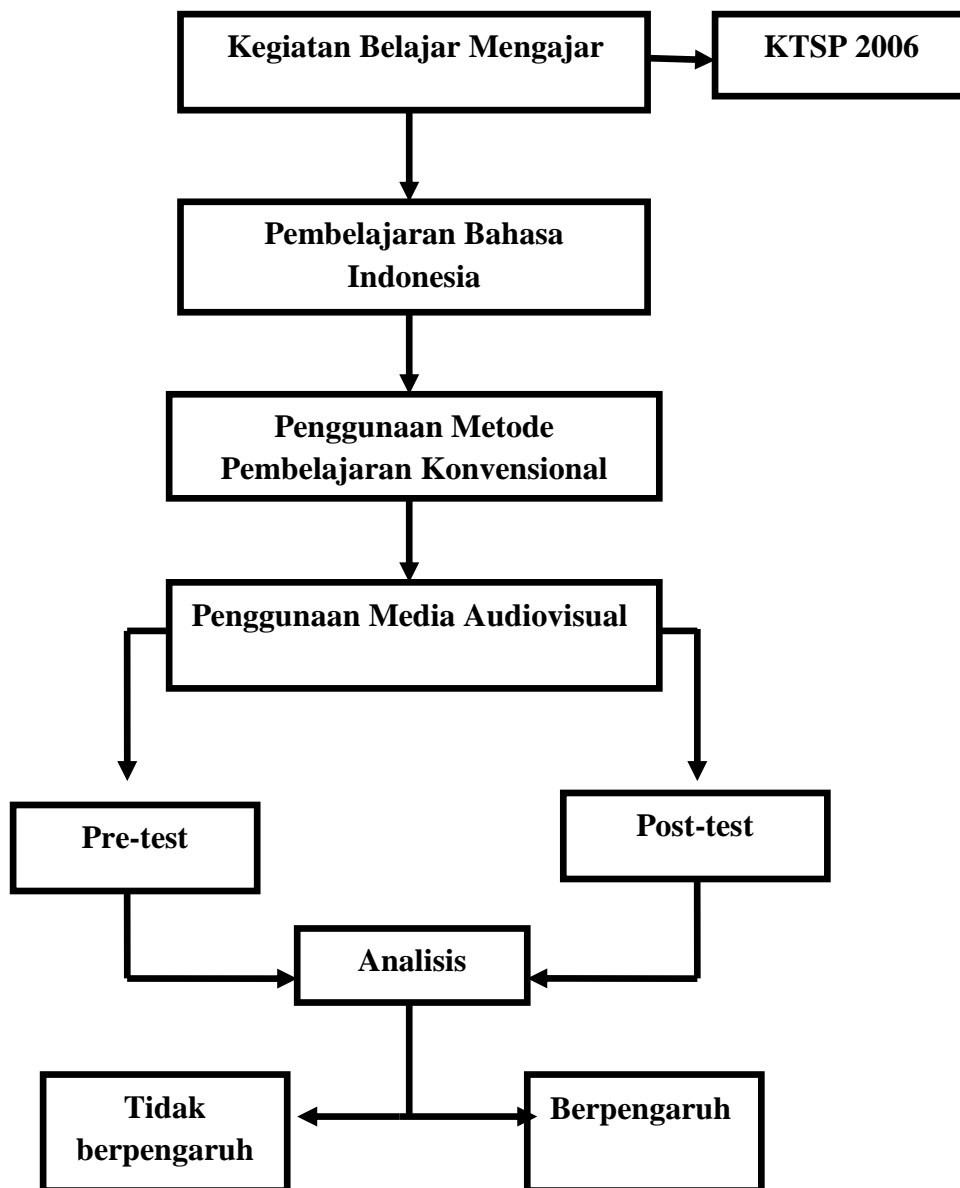 Kegiatan Belajar Mengajar
KTSP 2006
Pembelajaran Bahasa
Indonesia
Penggunaan Metode
Pembelajaran Konvensional
Penggunaan Media Audiovisual
Pre-test
Post-test
Analisis
Tidak
berpengaruh
Berpengaruh